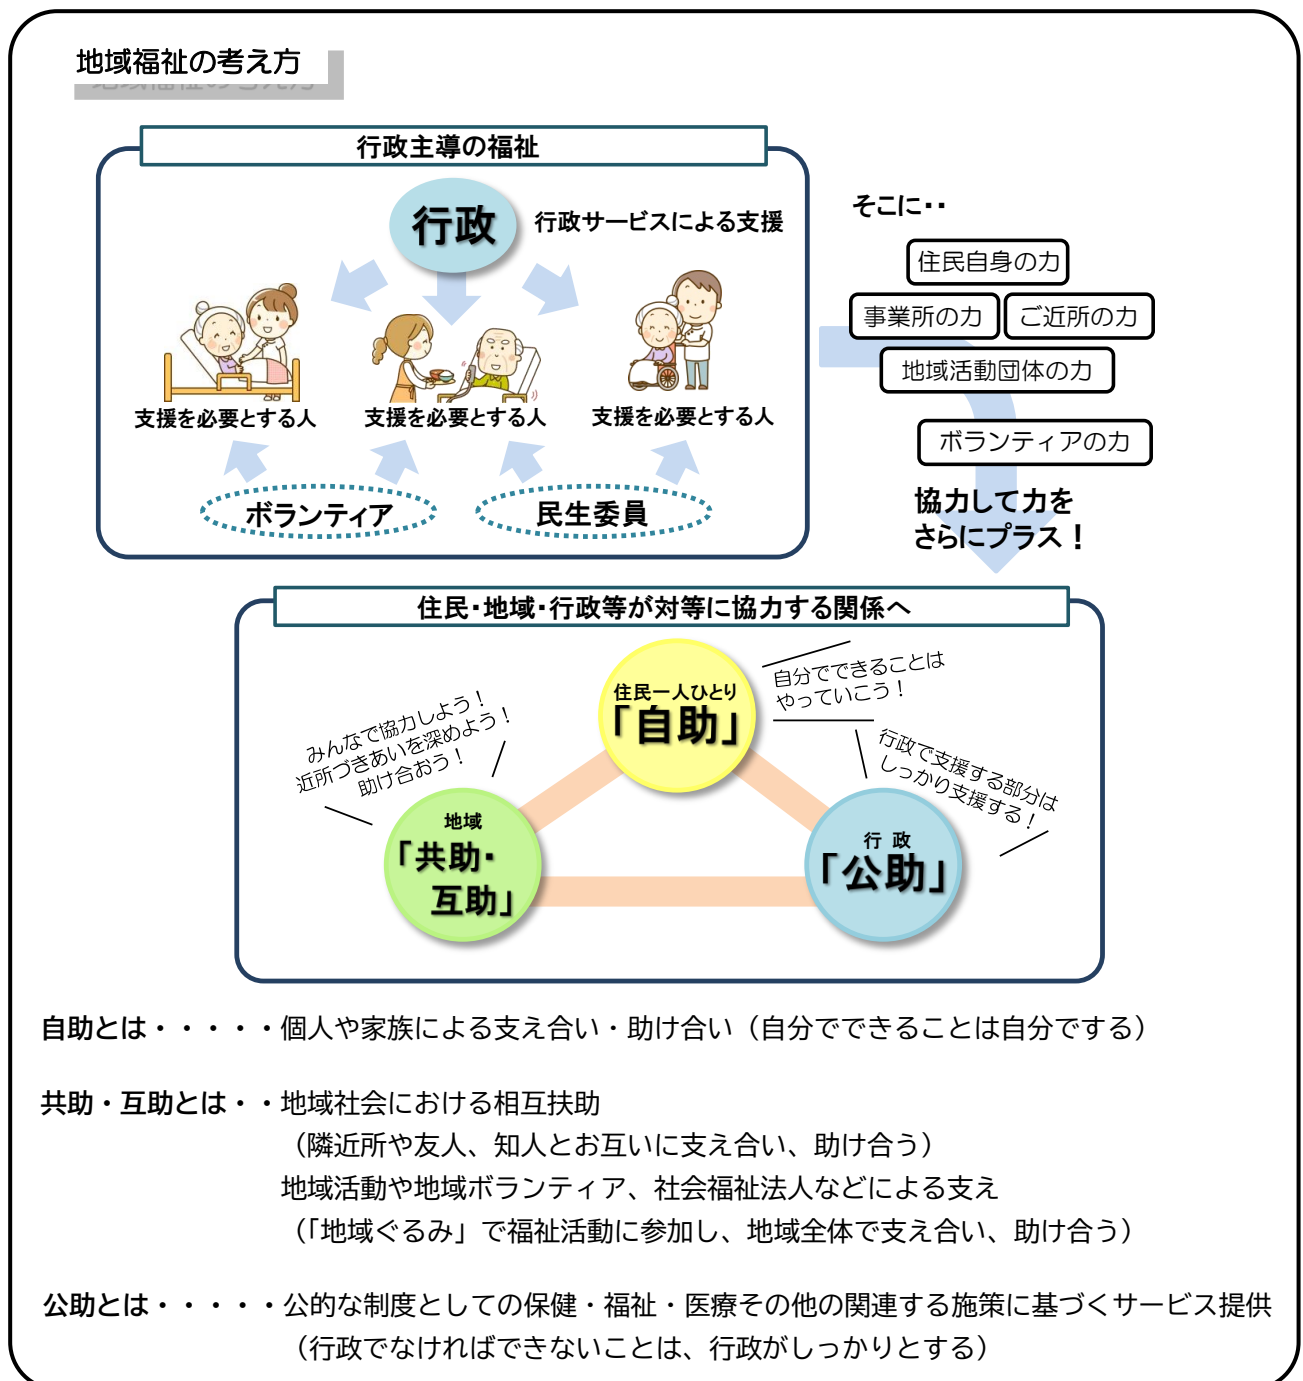 地域福祉の考え方
行政主導の福祉
行政
行政サービスによる支援
支援を必要とする人
支援を必要とする人
支援を必要とする人
ボランティア
民生委員
そこに・・
住民自身の力
事業所の力
ご近所の力
地域活動団体の力
ボランティアの力
協力して力を
さらにプラス！
住民・地域・行政等が対等に協力する関係へ
住民一人ひとり
「自助」
自分でできることは
やっていこう！
みんなで協力しよう！
近所づきあいを深めよう！
助け合おう！
行政で支援する部分は
しっかり支援する！
地域
「共助・
互助」
行 政
「公助」
自助とは・・・・・個人や家族による支え合い・助け合い（自分でできることは自分でする）
共助・互助とは・・地域社会における相互扶助
（隣近所や友人、知人とお互いに支え合い、助け合う）
地域活動や地域ボランティア、社会福祉法人などによる支え
（「地域ぐるみ」で福祉活動に参加し、地域全体で支え合い、助け合う）
公助とは・・・・・公的な制度としての保健・福祉・医療その他の関連する施策に基づくサービス提供
（行政でなければできないことは、行政がしっかりとする）